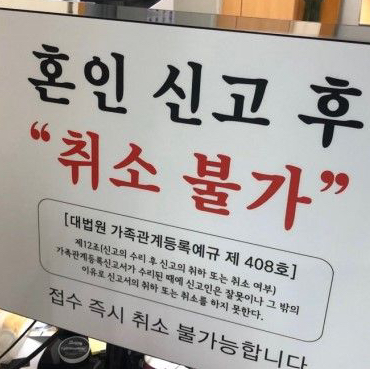 혼인 신고 후
“취소 불가”
[대법원 가족관계등록예규 제 408호]
제12조(신고의 수리 후 신고의 취하 또는 취소 여부)
가족관계등록신고서가 수리된 때에 신고인은 잘못이나 그 밖의
이유로 신고서의 취하 또는 취소를 하지 못한다.
접수 즉시 취소 불가능합니다